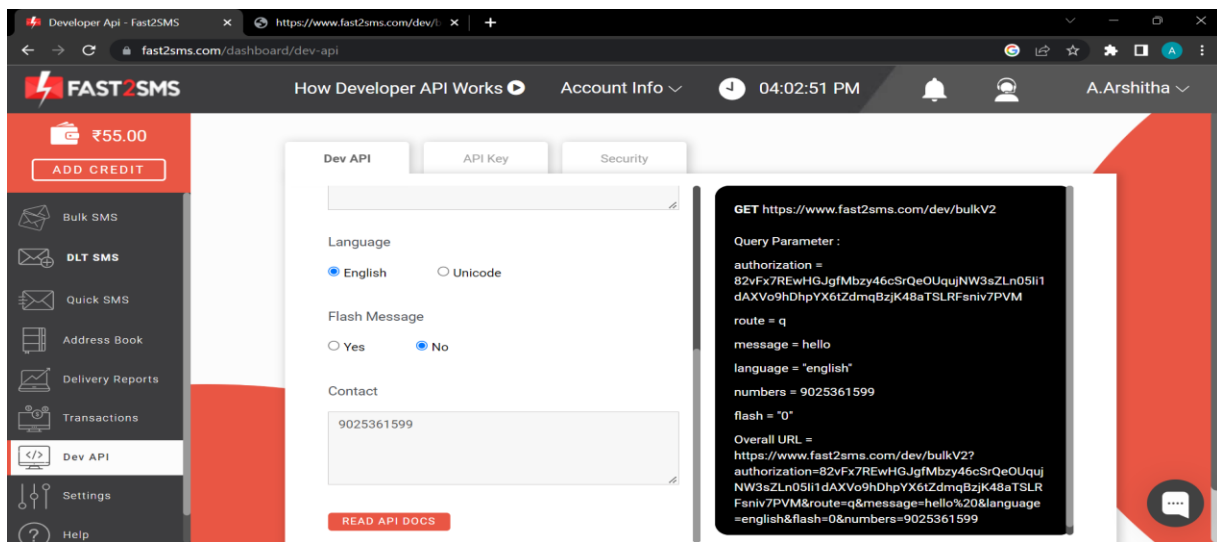 Developer Api - Fast2SMS
https://www.fast2sms.com/dev/b
fast2sms.com/dashboard/dev-api
A
FAST2SMS
How Developer API Works
Account Info
04:02:51 PM
A.Arshitha
₹55.00
ADD CREDIT
Bulk SMS
DLT SMS
Quick SMS
Address Book
Delivery Reports
Transactions
Dev API
Settings
Help
Dev API
API Key
Security
Language
English
Unicode
Flash Message
Yes
No
Contact
9025361599
READ API DOCS
GET https://www.fast2sms.com/dev/bulkV2
Query Parameter :
authorization =
82vFx7REwHGJgfMbzy46cSrQeOUqujNW3sZLn05Ii1
dAXVo9hDhpYX6tZdmqBzjK48aTSLRFsniv7PVM
route = q
message = hello
language = "english"
numbers = 9025361599
flash = "0"
Overall URL =
https://www.fast2sms.com/dev/bulkV2?
authorization=82vFx7REwHGJgfMbzy46cSrQeOUquj
NW3sZLn05Ii1dAXVo9hDhpYX6tZdmqBzjK48aTSLR
Fsniv7PVM&route=q&message=hello%20&language
=english&flash=0&numbers=9025361599